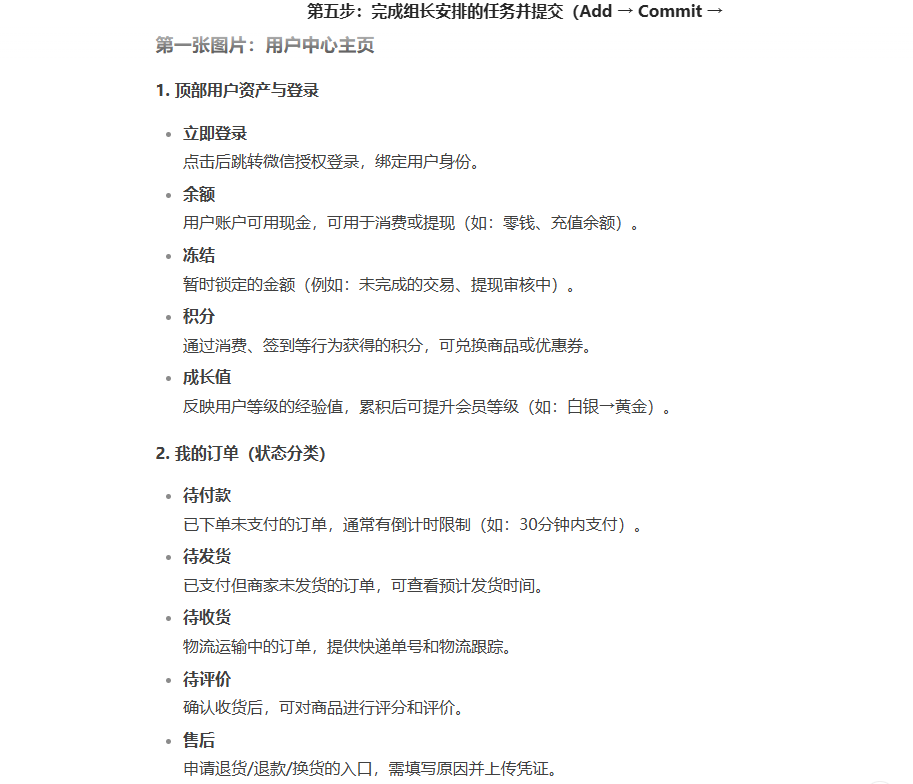 第五步：完成组长安排的任务并提交（Add → Commit →
第一张图片：用户中心主页
1. 顶部用户资产与登录
• 立即登录
点击后跳转微信授权登录，绑定用户身份。
• 余额
用户账户可用现金，可用于消费或提现（如：零钱、充值余额）。
• 冻结
暂时锁定的金额（例如：未完成的交易、提现审核中）。
• 积分
通过消费、签到等行为获得的积分，可兑换商品或优惠券。
• 成长值
反映用户等级的经验值，累积后可提升会员等级（如：白银→黄金）。
2. 我的订单（状态分类）
• 待付款
已下单未支付的订单，通常有倒计时限制（如：30分钟内支付）。
• 待发货
已支付但商家未发货的订单，可查看预计发货时间。
• 待收货
物流运输中的订单，提供快递单号和物流跟踪。
• 待评价
确认收货后，可对商品进行评分和评价。
• 售后
申请退货/退款/换货的入口，需填写原因并上传凭证。